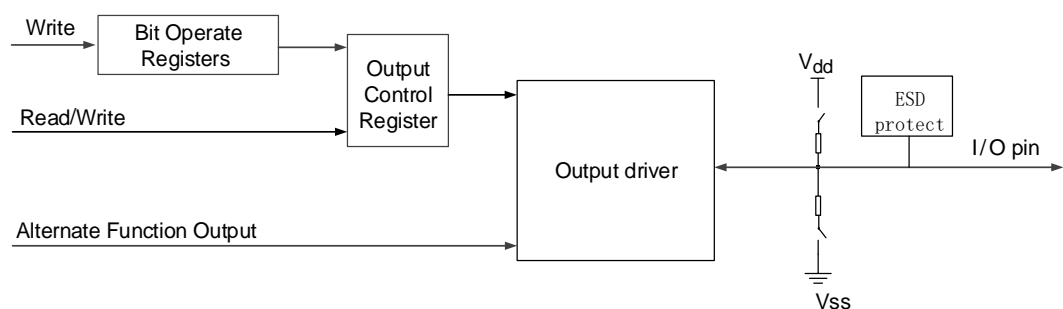 Write
Bit Operate
Registers
Read/Write
Output
Control
Register
Alternate Function Output
Output driver
Vdd
ESD
protect
I/O pin
Vss